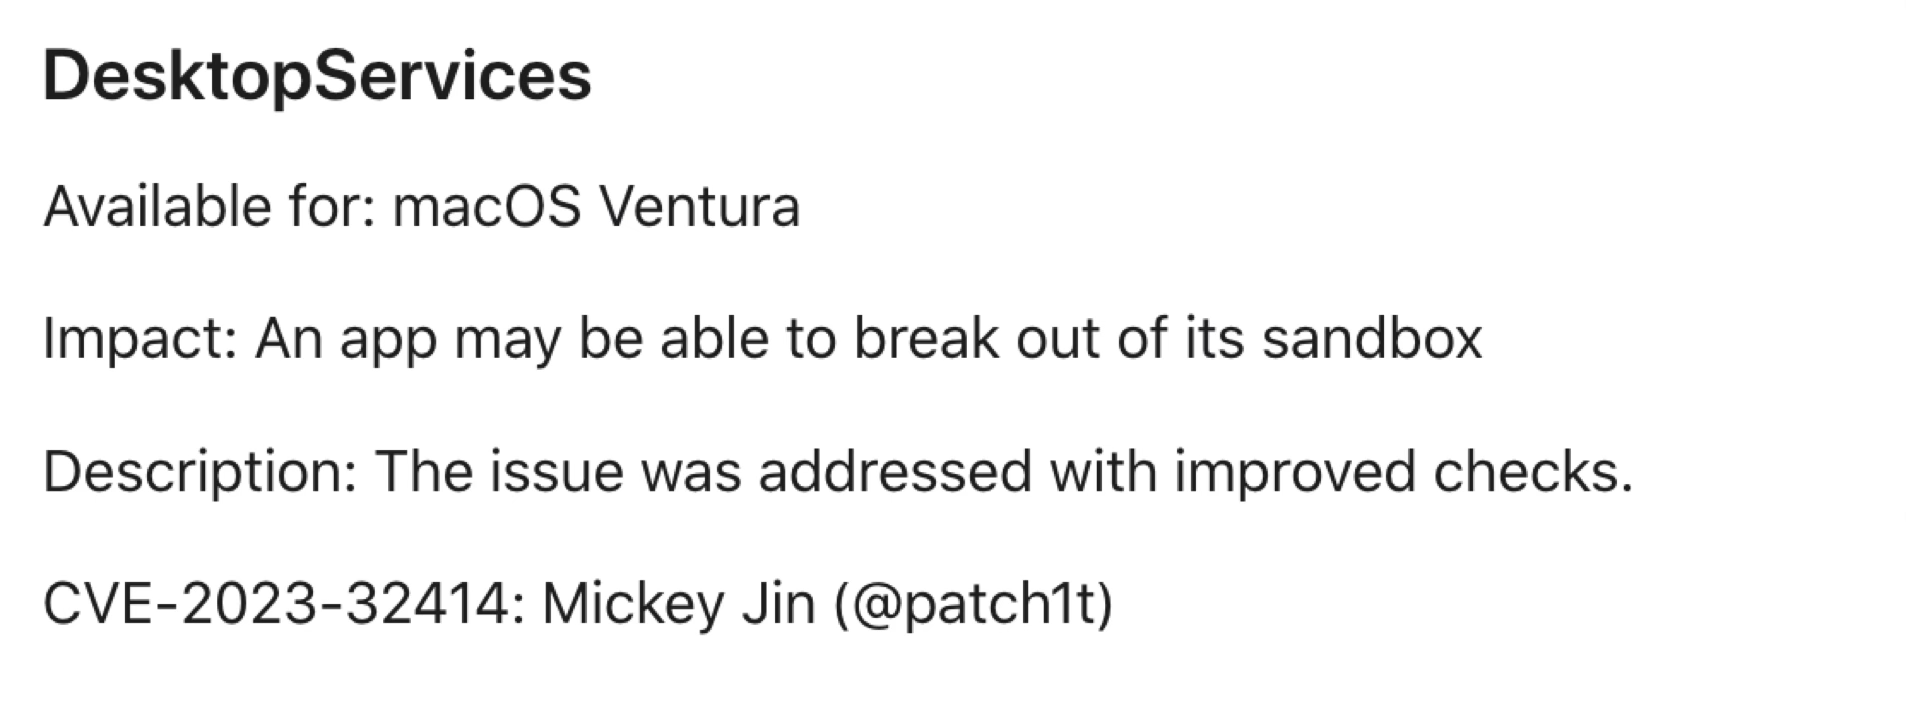 DesktopServices
Available for: macOS Ventura
Impact: An app may be able to break out of its sandbox
Description: The issue was addressed with improved checks.
CVE-2023-32414: Mickey Jin (@patch1t)